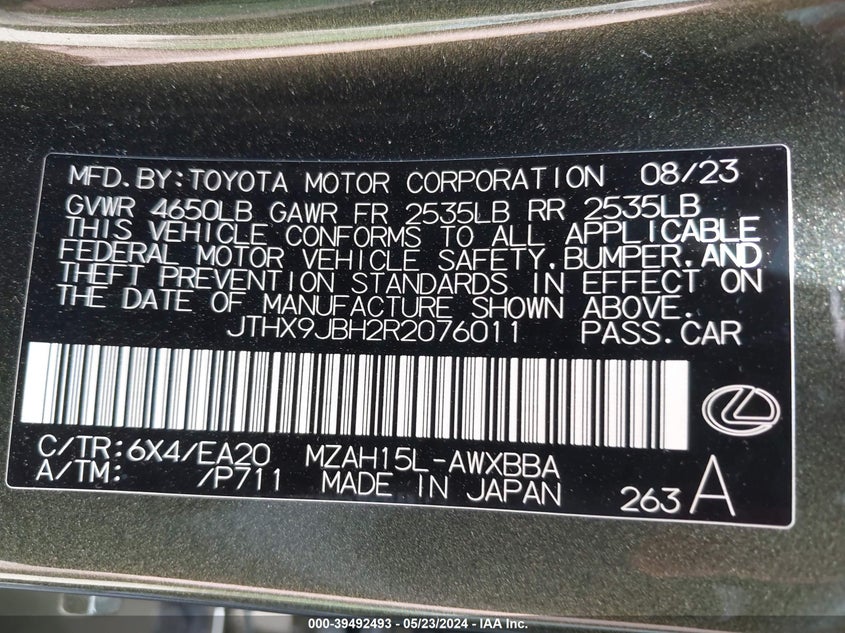 MFD.BY:TOYOTA MOTOR CORPORATION 08/23
GVWR 4650LB GAWR FR 2535LB RR 2535LB
THIS VEHICLE CONFORMS TO ALL APPLICABLE
FEDERAL MOTOR VEHICLE SAFETY,BUMPER,AND
THEFT PREVENTION STANDARDS IN EFFECT ON
THE DATE OF MANUFACTURE SHOWN ABOVE.
JTHX9JBH2R2076011 PASS.CAR
C/TR:6X4/EA20 MZAH15L-AWXBBA
A/TM: /P711 MADE IN JAPAN 263 A
000-39492493 - 05/23/2024 - IAAI Inc.